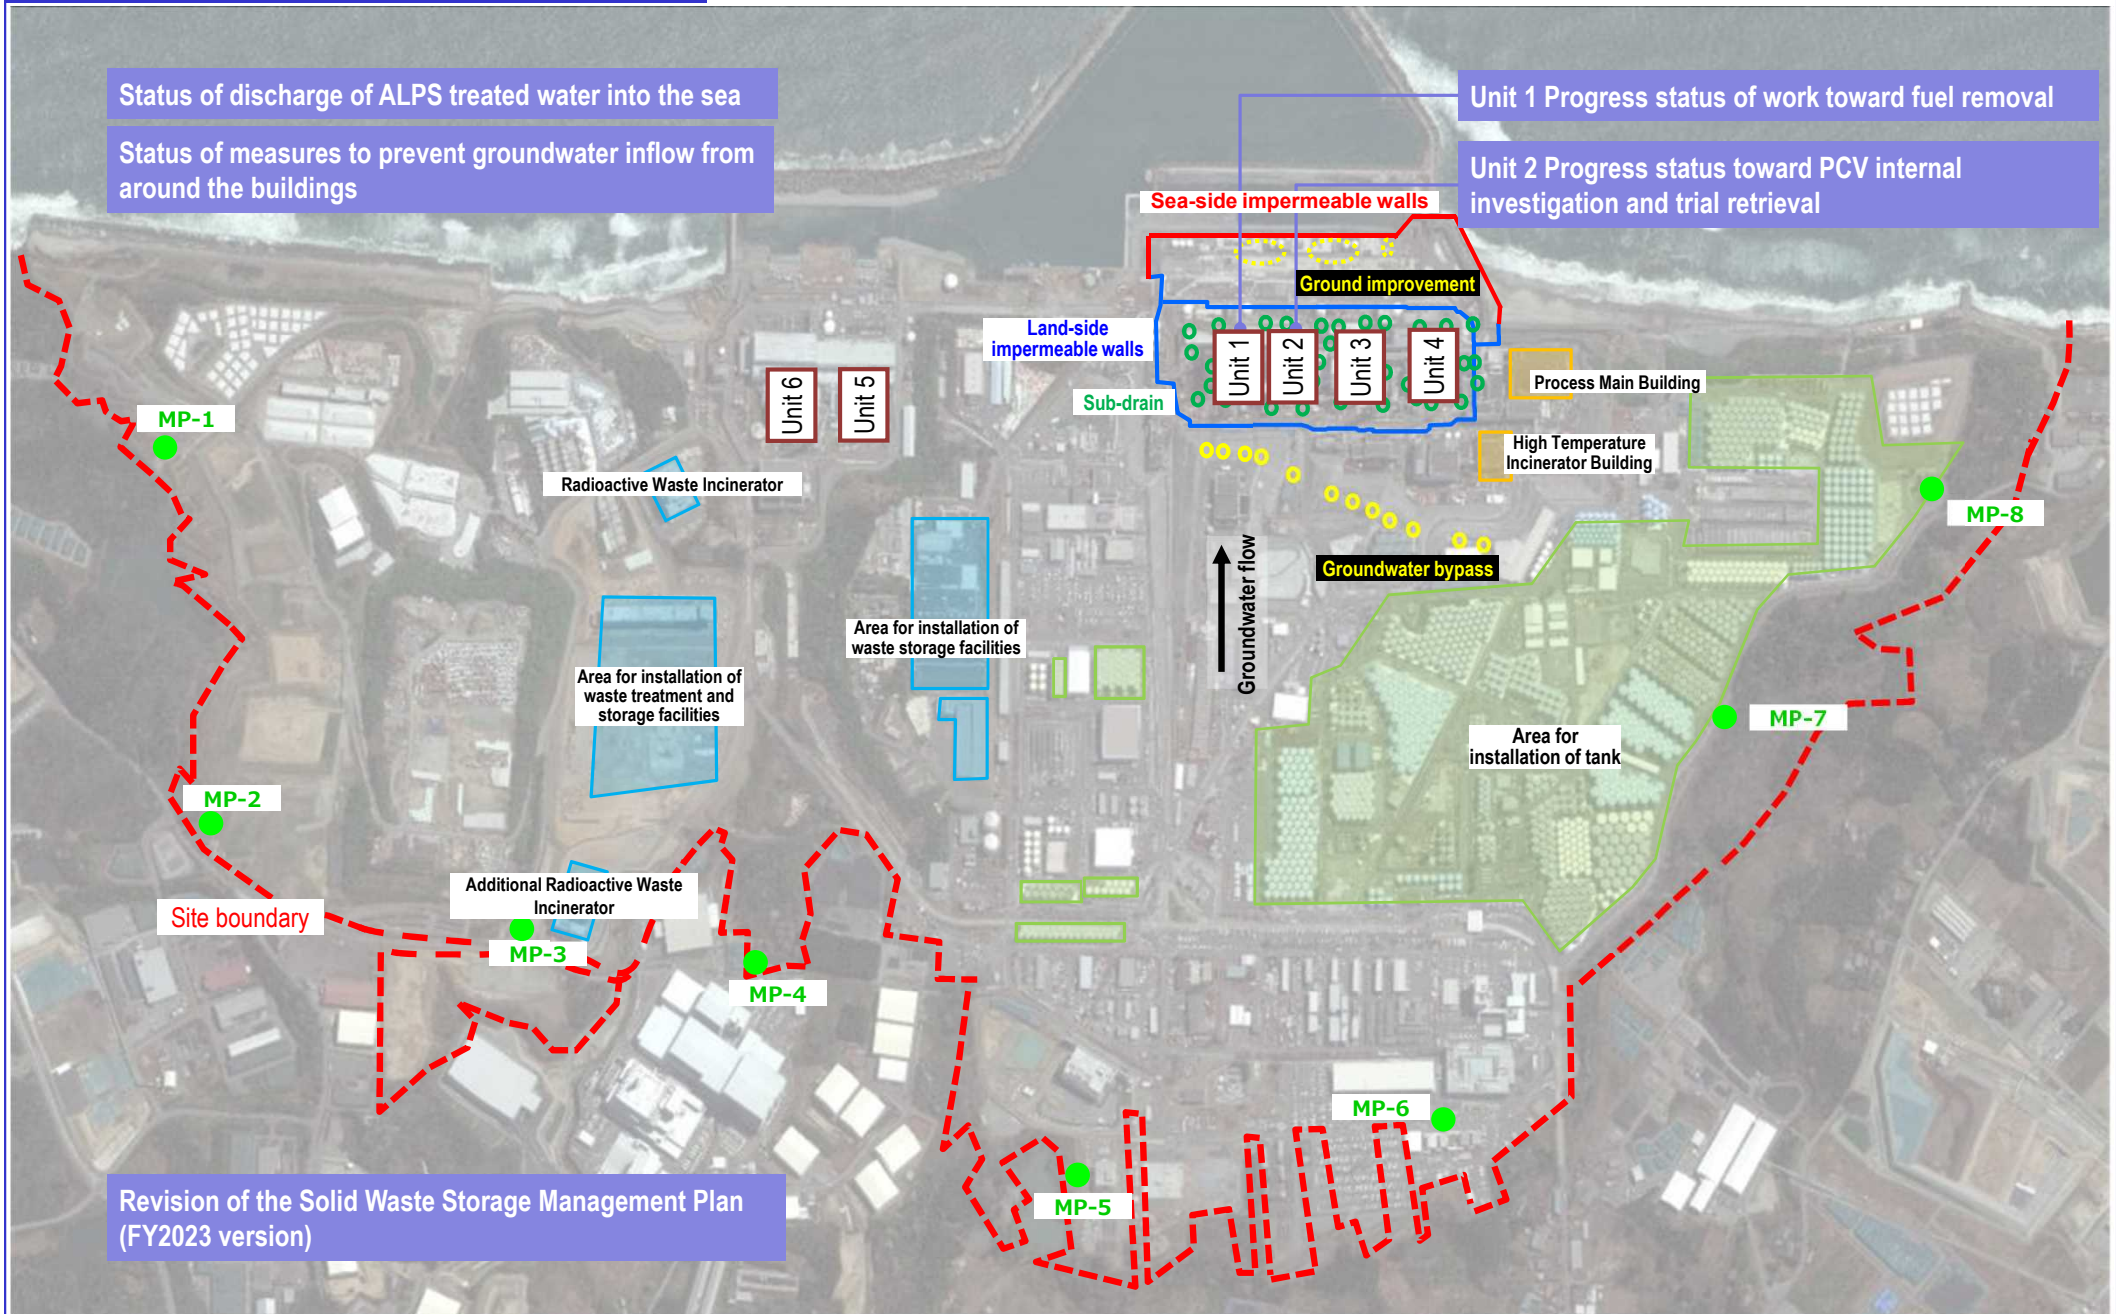 Status of discharge of ALPS treated water into the sea
Status of measures to prevent groundwater inflow from
around the buildings
Unit 1 Progress status of work toward fuel removal
Unit 2 Progress status toward PCV internal
investigation and trial retrieval
Sea-side impermeable walls
Ground improvement
Land-side
impermeable walls
Sub-drain
Unit 1
Unit 2
Unit 3
Unit 4
Unit 6
Unit 5
Process Main Building
High Temperature
Incinerator Building
MP-1
Radioactive Waste Incinerator
MP-8
Groundwater bypass
Groundwater flow
Area for installation of
waste storage facilities
Area for installation of
waste treatment and
storage facilities
MP-7
Area for
installation of tank
MP-2
Additional Radioactive Waste
Incinerator
Site boundary
MP-3
MP-4
MP-6
MP-5
Revision of the Solid Waste Storage Management Plan
(FY2023 version)